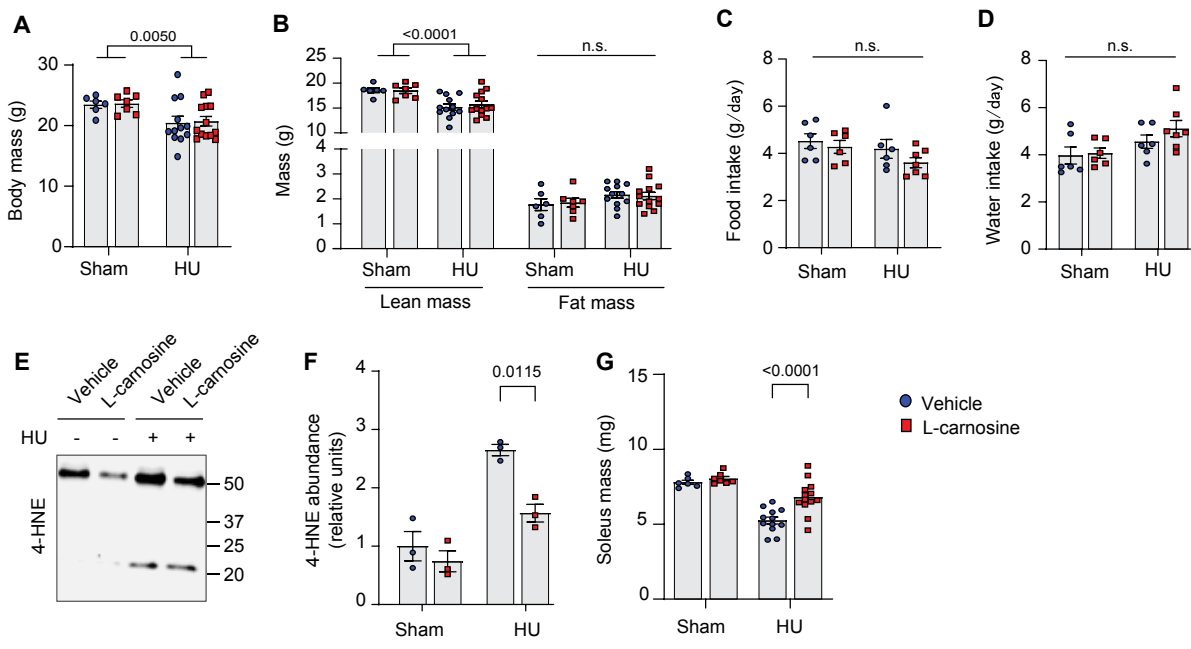 A
0.0050
Body mass (g)
30
20
10
0
Sham HU
B
<0.0001
n.s.
Mass (g)
25
20
15
10
4
3
2
1
0
Sham HU Sham HU
Lean mass Fat mass
C
n.s.
Food intake (g/day)
8
6
4
2
0
Sham HU
D
n.s.
Water intake (g/day)
8
6
4
2
0
Sham HU
E
Vehicle
L-carnosine
Vehicle
L-carnosine
HU - - + +
4-HNE
50
37
25
20
F
0.0115
4-HNE abundance
(relative units)
4
3
2
1
0
Sham HU
G
<0.0001
Soleus mass (mg)
15
10
5
0
Sham HU
Vehicle
L-carnosine